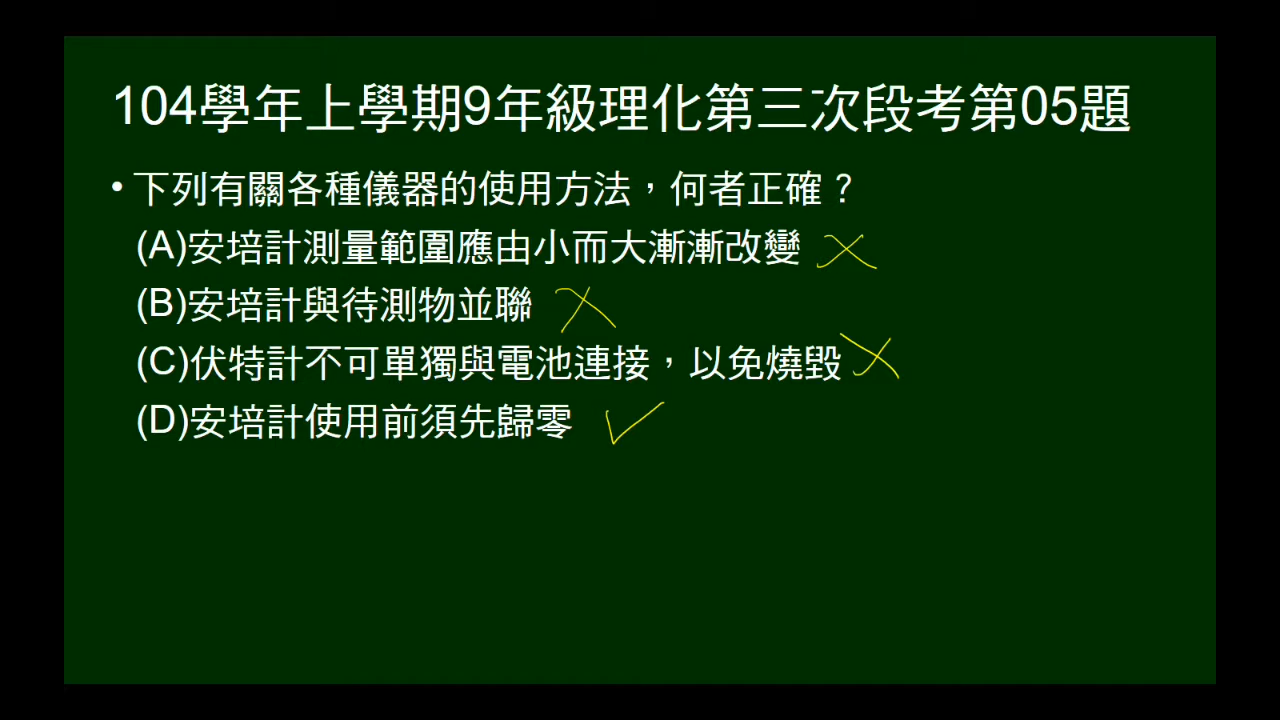 104學年上學期9年級理化第三次段考第05題
•下列有關各種儀器的使用方法，何者正確？
(A)安培計測量範圍應由小而大漸漸改變
(B)安培計與待測物並聯
(C)伏特計不可單獨與電池連接，以免燒毀
(D)安培計使用前須先歸零